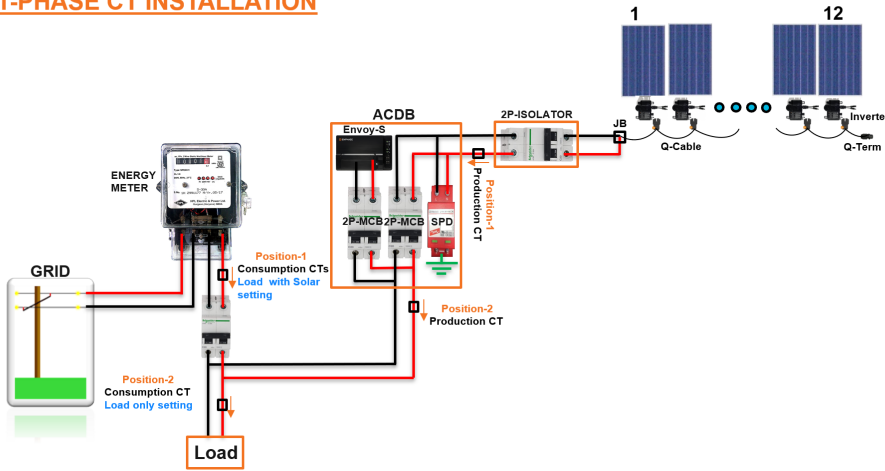 1-PHASE CT INSTALLATION
1
12
ACDB
2P-ISOLATOR
Envoy-S
JB
Inverte
Q-Cable
Q-Term
ENERGY
METER
Position-1
Production CT
2P-MCB
2P-MCB
SPD
Position-1
Consumption CTs
Load with Solar
setting
GRID
Position-2
Production CT
Position-2
Consumption CT
Load only setting
Load